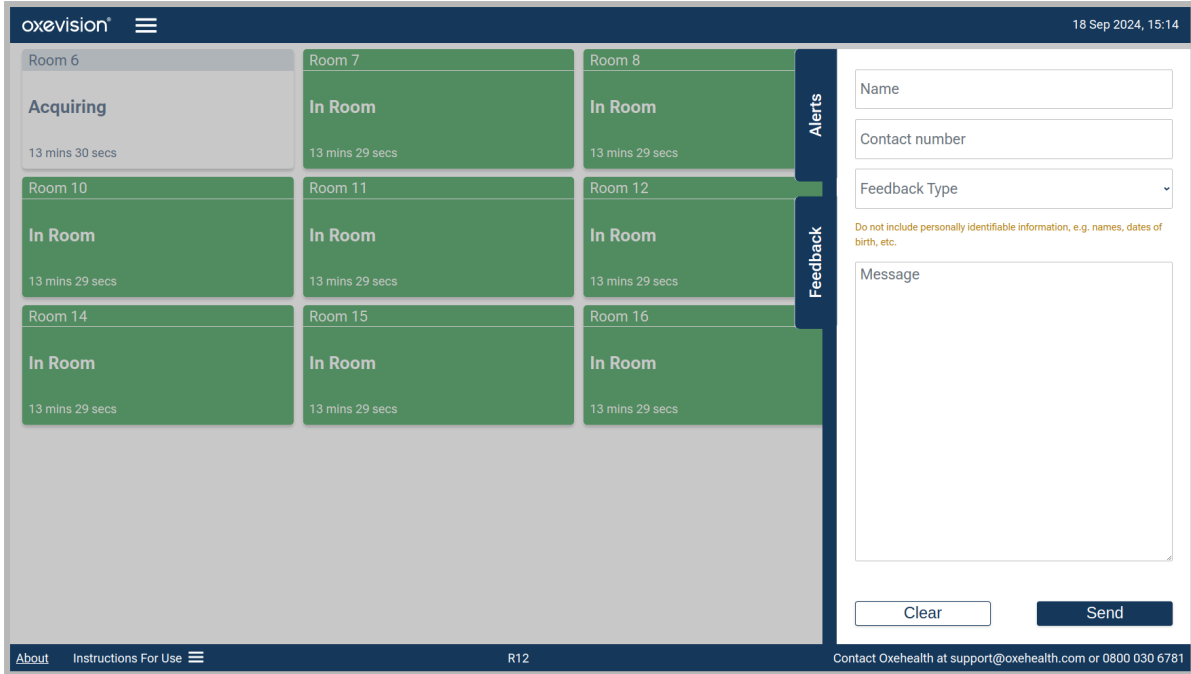 oxevision®
18 Sep 2024, 15:14
Room 6
Acquiring
13 mins 30 secs
Room 7
In Room
13 mins 29 secs
Room 8
In Room
13 mins 29 secs
Room 10
In Room
13 mins 29 secs
Room 11
In Room
13 mins 29 secs
Room 12
In Room
13 mins 29 secs
Room 14
In Room
13 mins 29 secs
Room 15
In Room
13 mins 29 secs
Room 16
In Room
13 mins 29 secs
Alerts
Feedback
Name
Contact number
Feedback Type
Do not include personally identifiable information, e.g. names, dates of
birth, etc.
Message
Clear
Send
About
Instructions For Use
R12
Contact Oxehealth at support@oxehealth.com or 0800 030 6781